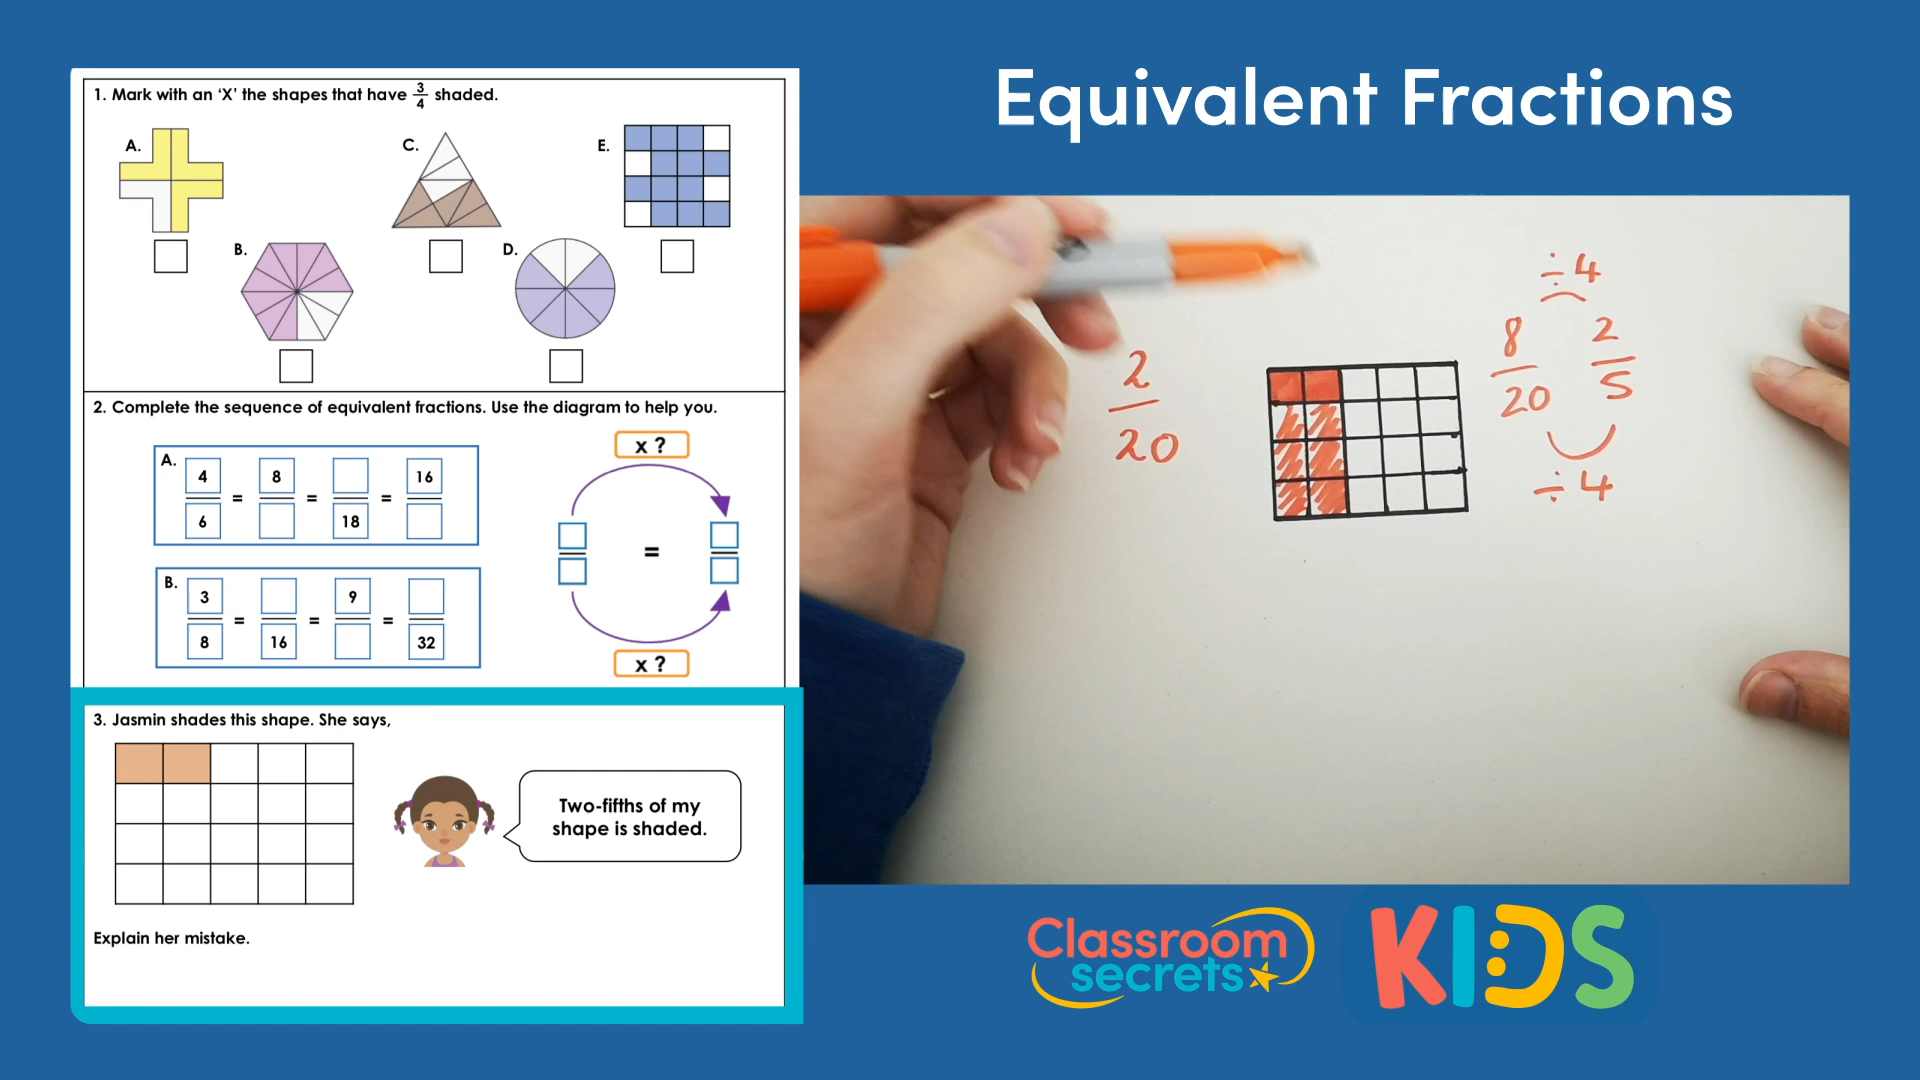 Equivalent Fractions
1. Mark with an ‘X’ the shapes that have 3/4 shaded.
A.
C.
E.
B.
D.
2. Complete the sequence of equivalent fractions. Use the diagram to help you.
A.
4 8 16
= = =
6 18
B.
3 9
= = =
8 16 32
x ?
=
x ?
3. Jasmin shades this shape. She says,
Two-fifths of my
shape is shaded.
Explain her mistake.
2
20
÷4
8 2
20 5
÷4
Classroom
secrets
KIDS